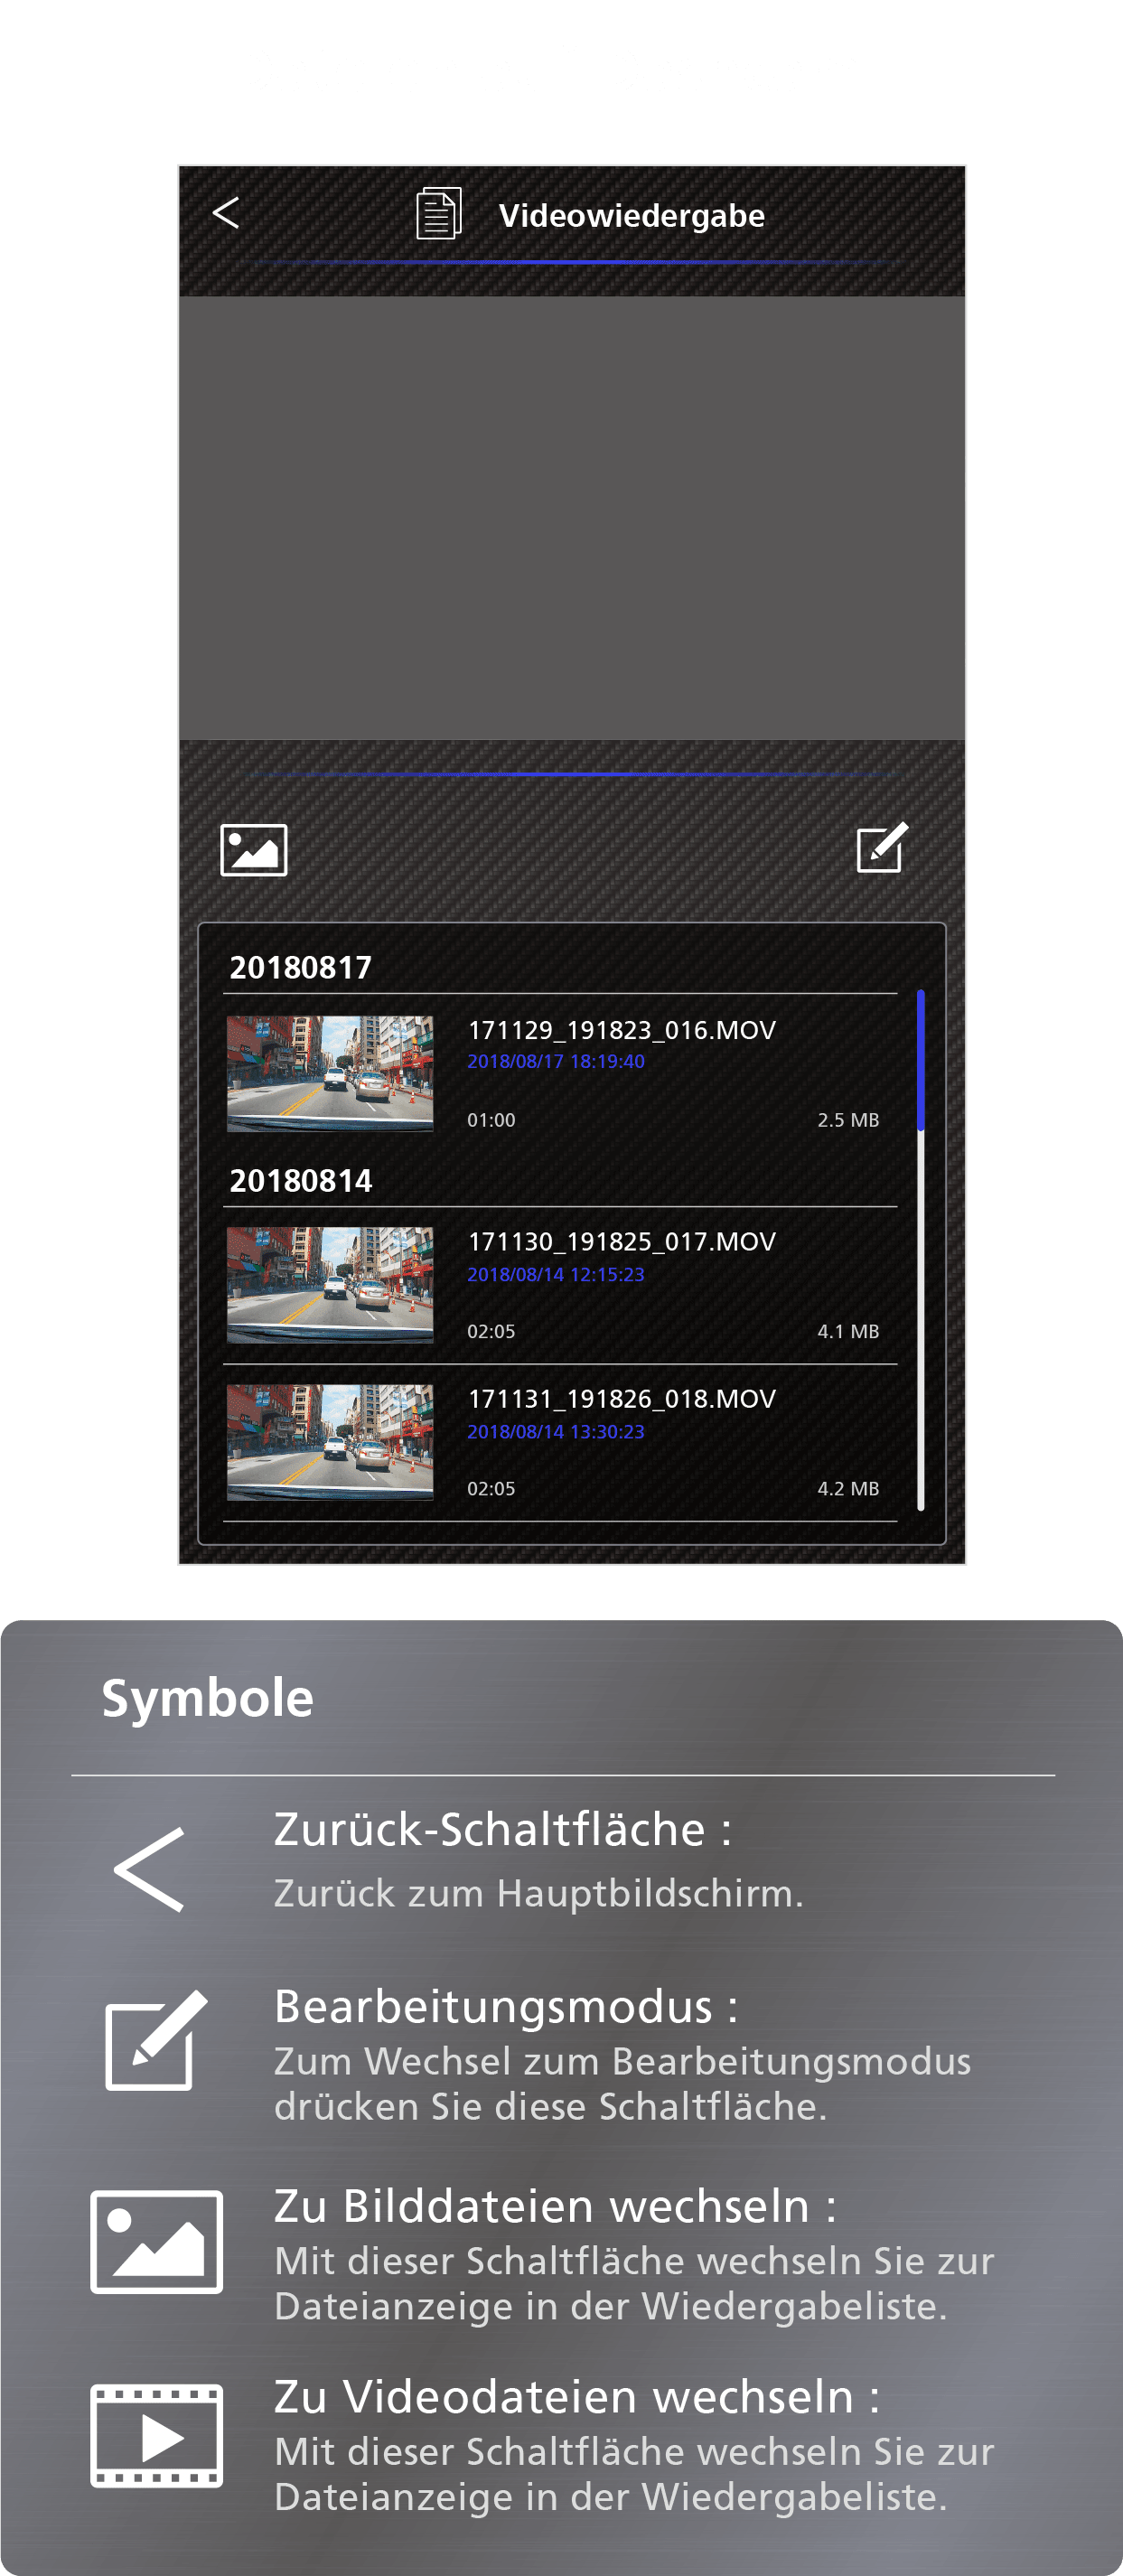 Videowiedergabe
20180817
171129_191823_016.MOV
2018/08/17 18:19:40
01:00 2.5 MB
20180814
171130_191825_017.MOV
2018/08/14 12:15:23
02:05 4.1 MB
171131_191826_018.MOV
2018/08/14 13:30:23
02:05 4.2 MB
Symbole
Zurück-Schaltfläche :
Zurück zum Hauptbildschirm.
Bearbeitungsmodus :
Zum Wechsel zum Bearbeitungsmodus
drücken Sie diese Schaltfläche.
Zu Bilddateien wechseln :
Mit dieser Schaltfläche wechseln Sie zur
Dateianzeige in der Wiedergabeliste.
Zu Videodateien wechseln :
Mit dieser Schaltfläche wechseln Sie zur
Dateianzeige in der Wiedergabeliste.